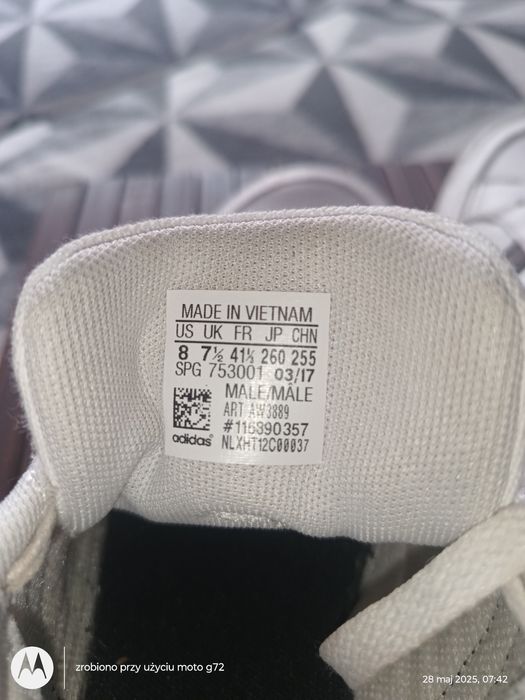 MADE IN VIETNAM
US UK FR JP CHN
8 7½ 41⅓ 260 255
SPG 753001 03/17
MALE/MÂLE
ART AW3889
#116390357
adidas NLXHT12C00037
zrobiono przy użyciu moto g72
28 maj 2025, 07:42